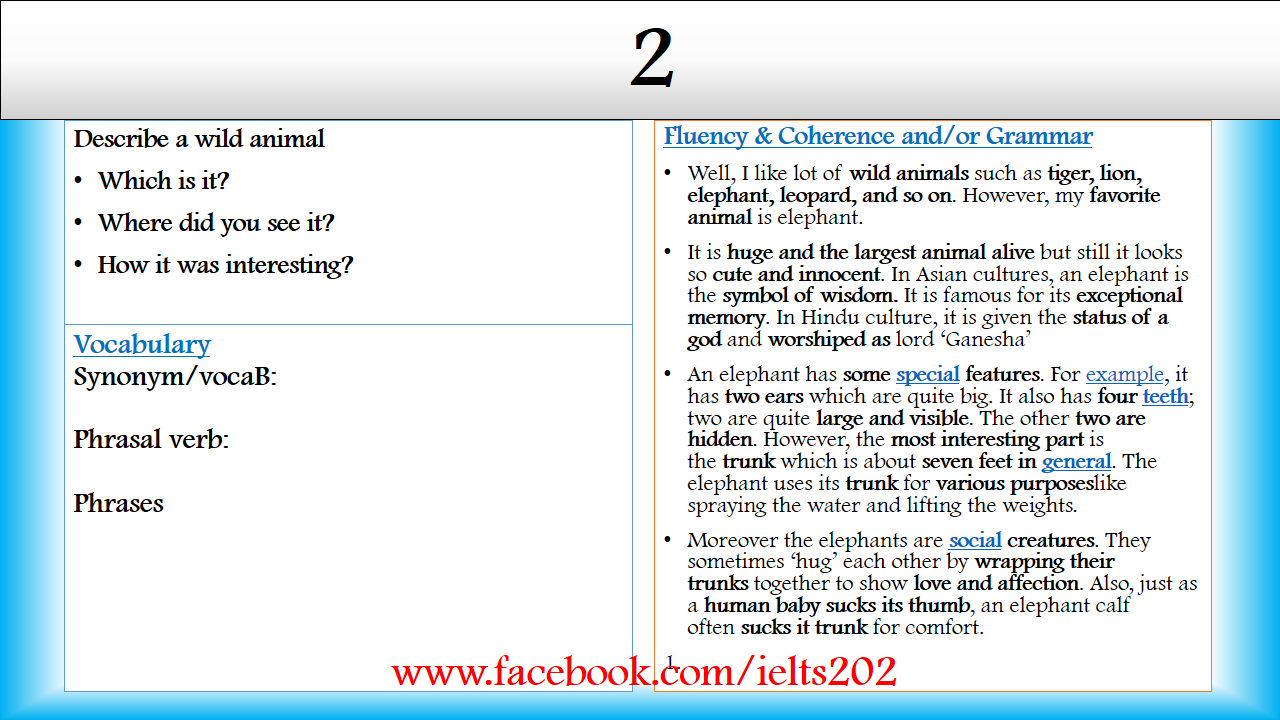 2
Describe a wild animal
• Which is it?
• Where did you see it?
• How it was interesting?
Vocabulary
Synonym/vocaB:
Phrasal verb:
Phrases
Fluency & Coherence and/or Grammar
• Well, I like lot of wild animals such as tiger, lion,
elephant, leopard, and so on. However, my favorite
animal is elephant.
• It is huge and the largest animal alive but still it looks
so cute and innocent. In Asian cultures, an elephant is
the symbol of wisdom. It is famous for its exceptional
memory. In Hindu culture, it is given the status of a
god and worshiped as lord ‘Ganesha’
• An elephant has some special features. For example, it
has two ears which are quite big. It also has four teeth;
two are quite large and visible. The other two are
hidden. However, the most interesting part is
the trunk which is about seven feet in general. The
elephant uses its trunk for various purposeslike
spraying the water and lifting the weights.
• Moreover the elephants are social creatures. They
sometimes ‘hug’ each other by wrapping their
trunks together to show love and affection. Also, just as
a human baby sucks its thumb, an elephant calf
often sucks it trunk for comfort.
1.
www.facebook.com/ielts202